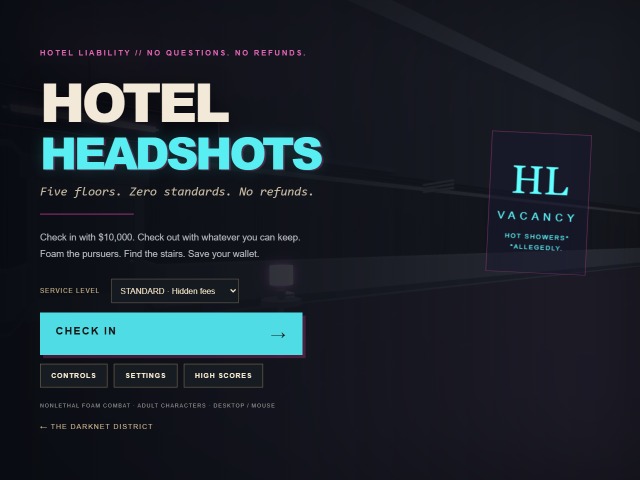 HOTEL LIABILITY // NO QUESTIONS. NO REFUNDS.
HOTEL
HEADSHOTS
Five floors. Zero standards. No refunds.
Check in with $10,000. Check out with whatever you can keep.
Foam the pursuers. Find the stairs. Save your wallet.
SERVICE LEVEL STANDARD · Hidden fees
CHECK IN →
CONTROLS SETTINGS HIGH SCORES
NONLETHAL FOAM COMBAT · ADULT CHARACTERS · DESKTOP / MOUSE
← THE DARKNET DISTRICT
HL
VACANCY
HOT SHOWERS*
*ALLEGEDLY.